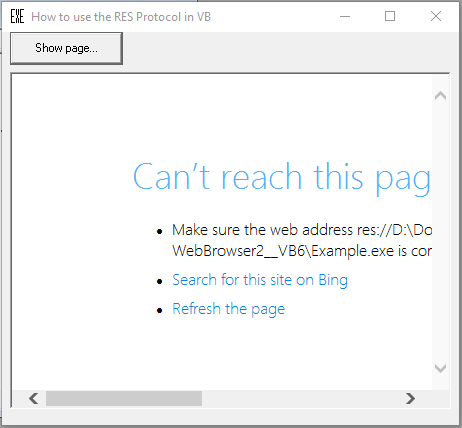 EXE How to use the RES Protocol in VB
Show page...
Can't reach this pag
Make sure the web address res://D:\Do
WebBrowser2__VB6\Example.exe is cor
Search for this site on Bing
Refresh the page